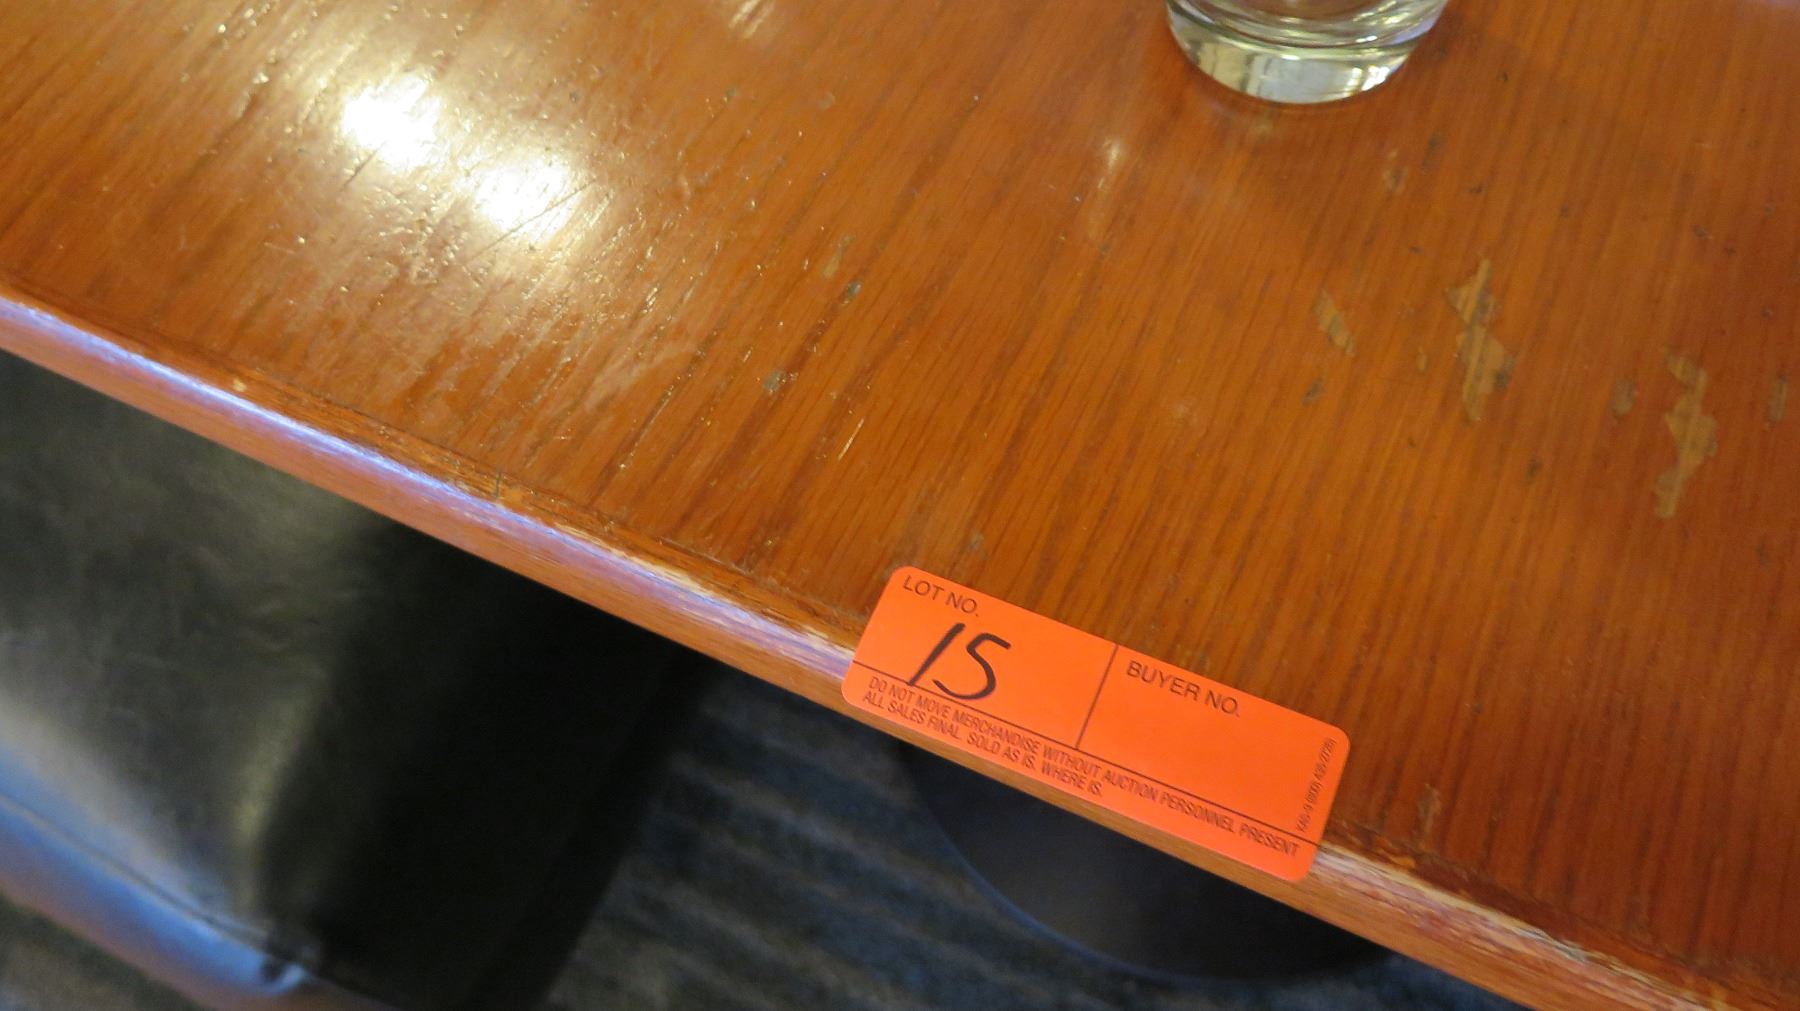 LOT NO.
15
BUYER NO.
DO NOT MOVE MERCHANDISE WITHOUT AUCTION PERSONNEL PRESENT
ALL SALES FINAL. SOLD AS IS. WHERE IS.